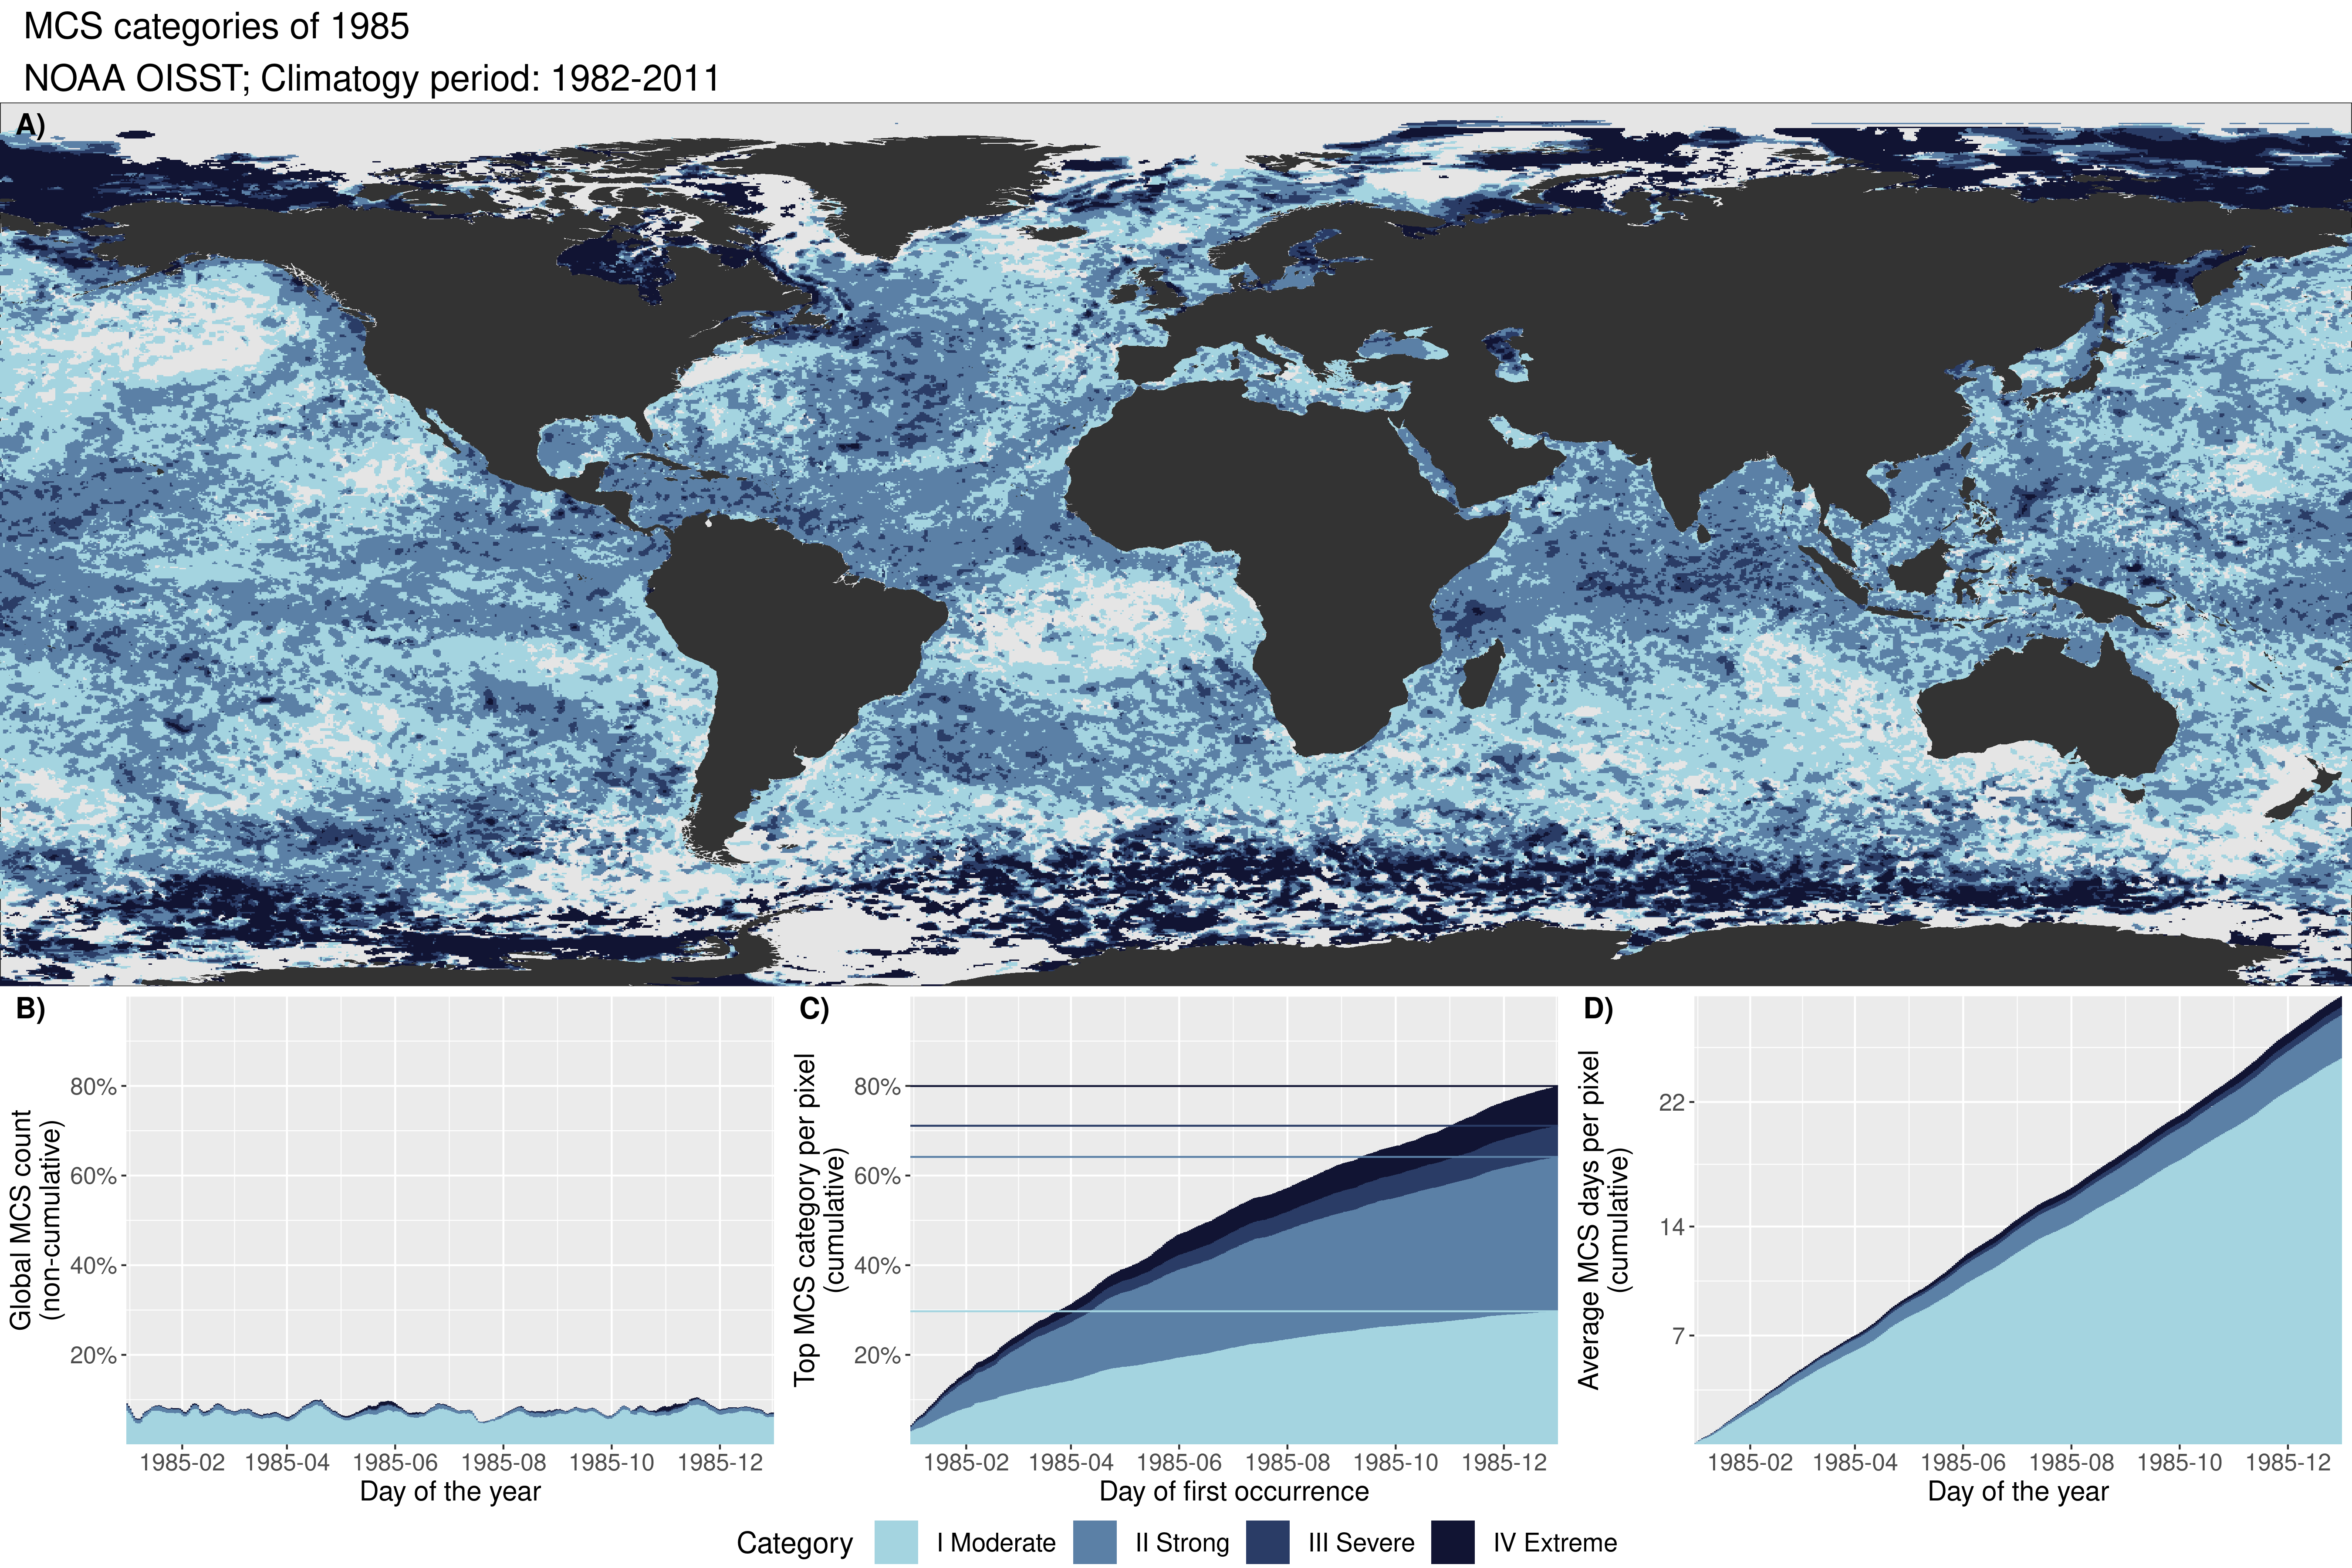 MCS categories of 1985
NOAA OISST; Climatogy period: 1982-2011
A)
B)
Global MCS count
(non-cumulative)
80%
60%
40%
20%
1985-02 1985-04 1985-06 1985-08 1985-10 1985-12
Day of the year
C)
Top MCS category per pixel
(cumulative)
80%
60%
40%
20%
1985-02 1985-04 1985-06 1985-08 1985-10 1985-12
Day of first occurrence
D)
Average MCS days per pixel
(cumulative)
22
14
7
1985-02 1985-04 1985-06 1985-08 1985-10 1985-12
Day of the year
Category I Moderate II Strong III Severe IV Extreme